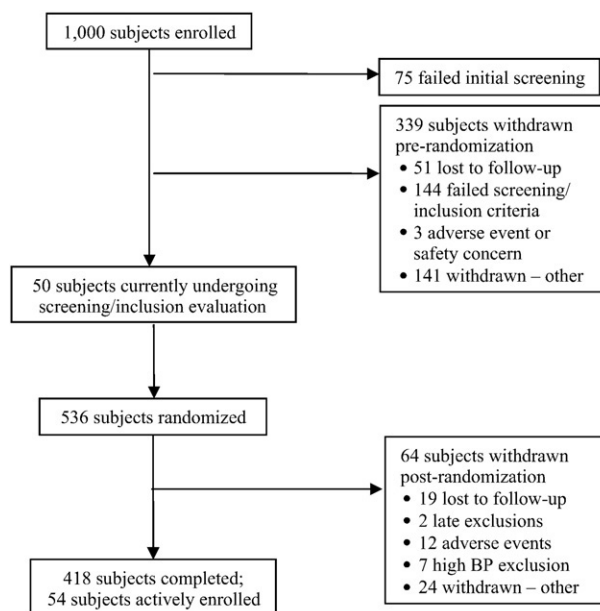 1,000 subjects enrolled
75 failed initial screening
339 subjects withdrawn
pre-randomization
• 51 lost to follow-up
• 144 failed screening/
inclusion criteria
• 3 adverse event or
safety concern
• 141 withdrawn – other
50 subjects currently undergoing
screening/inclusion evaluation
536 subjects randomized
64 subjects withdrawn
post-randomization
• 19 lost to follow-up
• 2 late exclusions
• 12 adverse events
• 7 high BP exclusion
• 24 withdrawn – other
418 subjects completed;
54 subjects actively enrolled